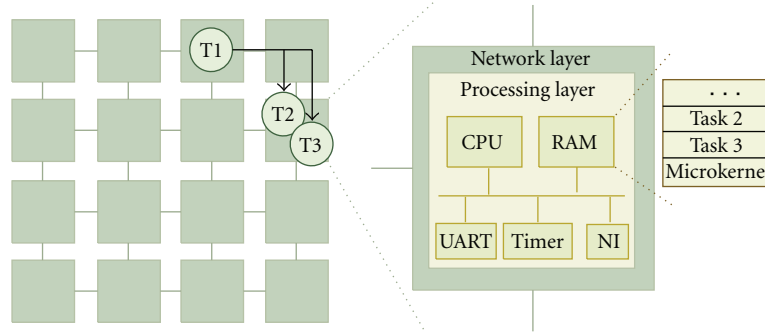 T1
T2
T3
Network layer
Processing layer
CPU
RAM
UART
Timer
NI
. . .
Task 2
Task 3
Microkerne